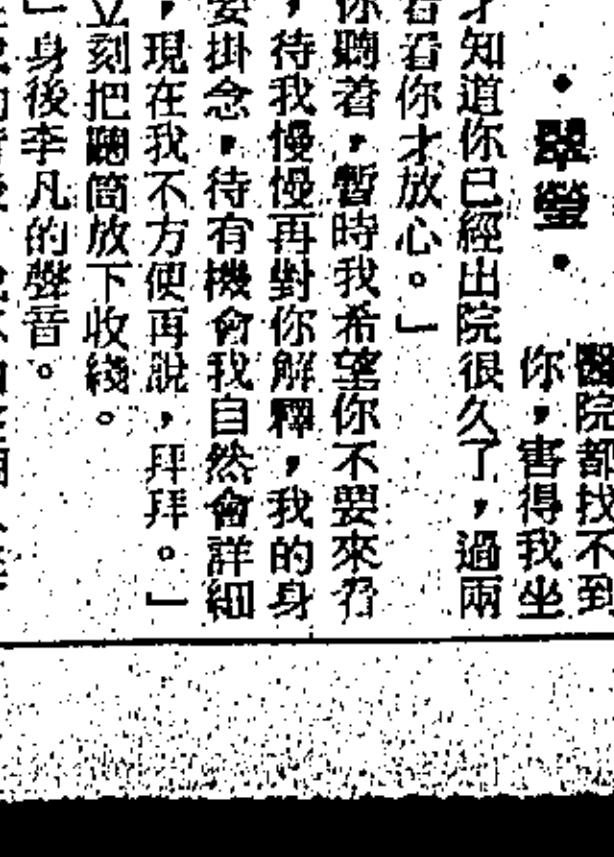 醫院都找不到
•翠瑩•
你，害得我坐
才知道你已經出院很久了，過兩
看看你才放心。」
你聽着，暫時我希望你不要來看
，待我慢慢再對你解釋，我的身
要掛念，待有機會我自然會詳細
，現在我不方便再說，拜拜。」
立刻把聽筒放下收綫。
」身後李凡的聲音。